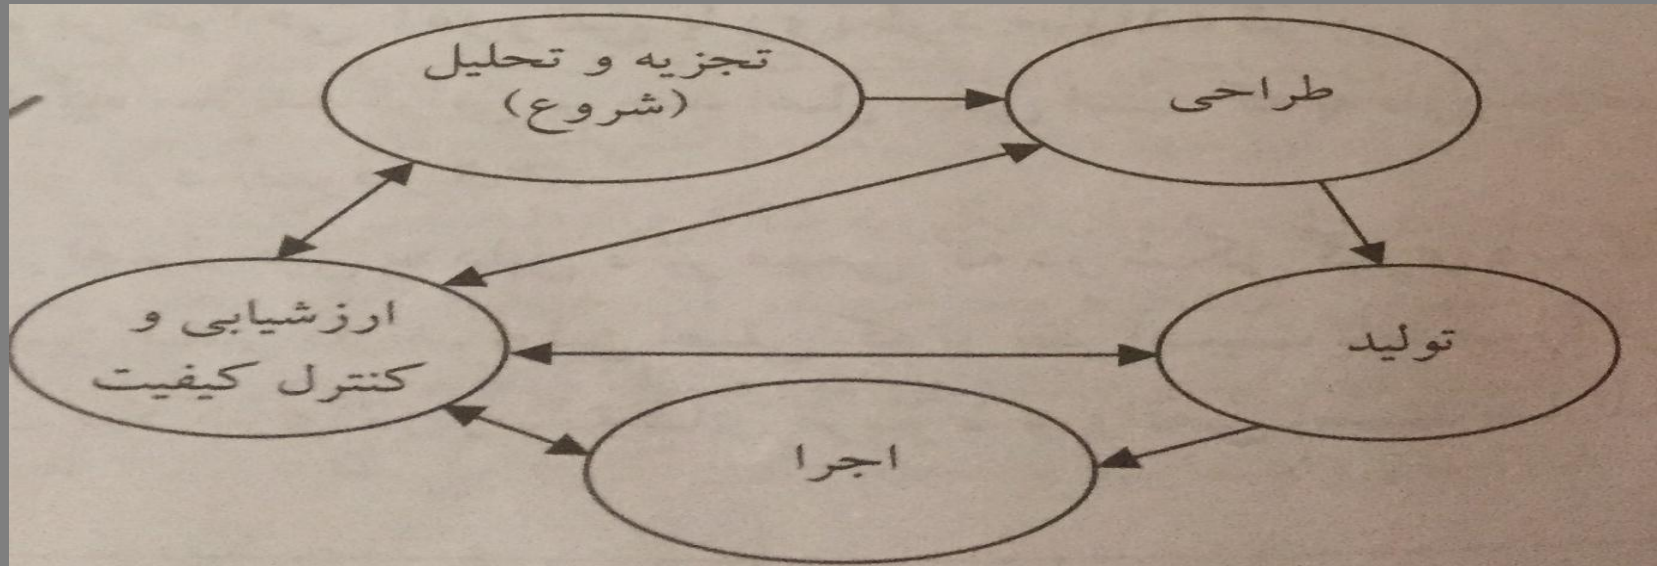 تجزیه و تحلیل
(شروع)
طراحی
تولید
اجرا
ارزشیابی و
کنترل کیفیت